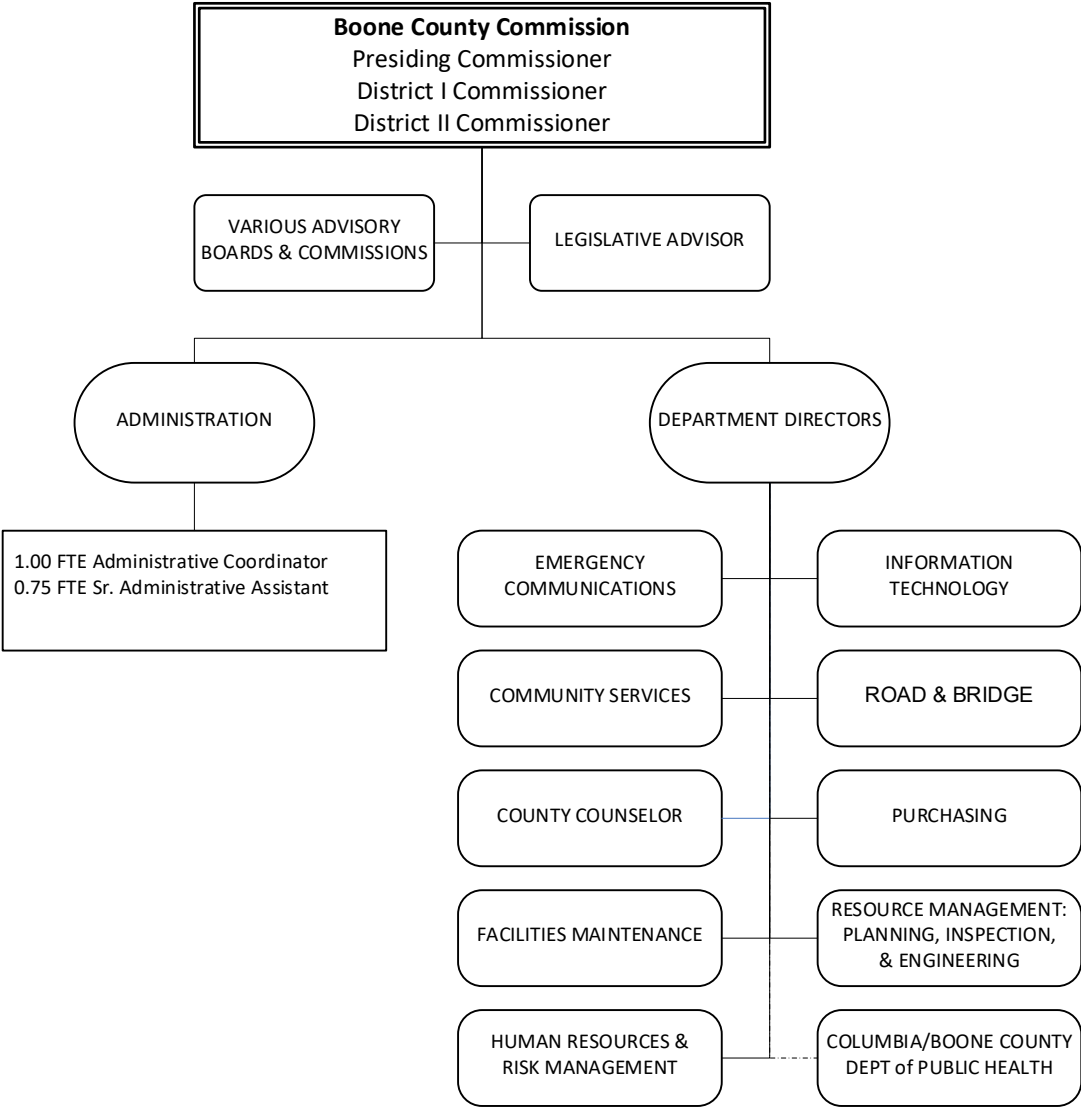 Boone County Commission
Presiding Commissioner
District I Commissioner
District II Commissioner
VARIOUS ADVISORY
BOARDS & COMMISSIONS
LEGISLATIVE ADVISOR
ADMINISTRATION
DEPARTMENT DIRECTORS
1.00 FTE Administrative Coordinator
0.75 FTE Sr. Administrative Assistant
EMERGENCY
COMMUNICATIONS
INFORMATION
TECHNOLOGY
COMMUNITY SERVICES
ROAD & BRIDGE
COUNTY COUNSELOR
PURCHASING
FACILITIES MAINTENANCE
RESOURCE MANAGEMENT:
PLANNING, INSPECTION,
& ENGINEERING
HUMAN RESOURCES &
RISK MANAGEMENT
COLUMBIA/BOONE COUNTY
DEPT of PUBLIC HEALTH